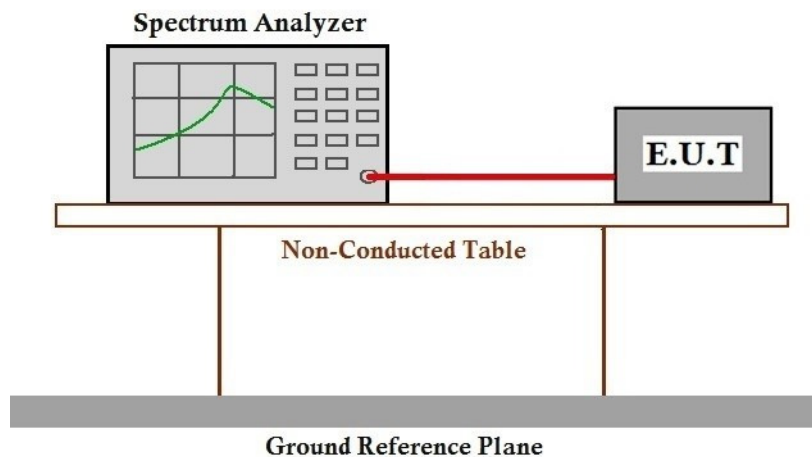 Spectrum Analyzer
E.U.T
Non-Conducted Table
Ground Reference Plane